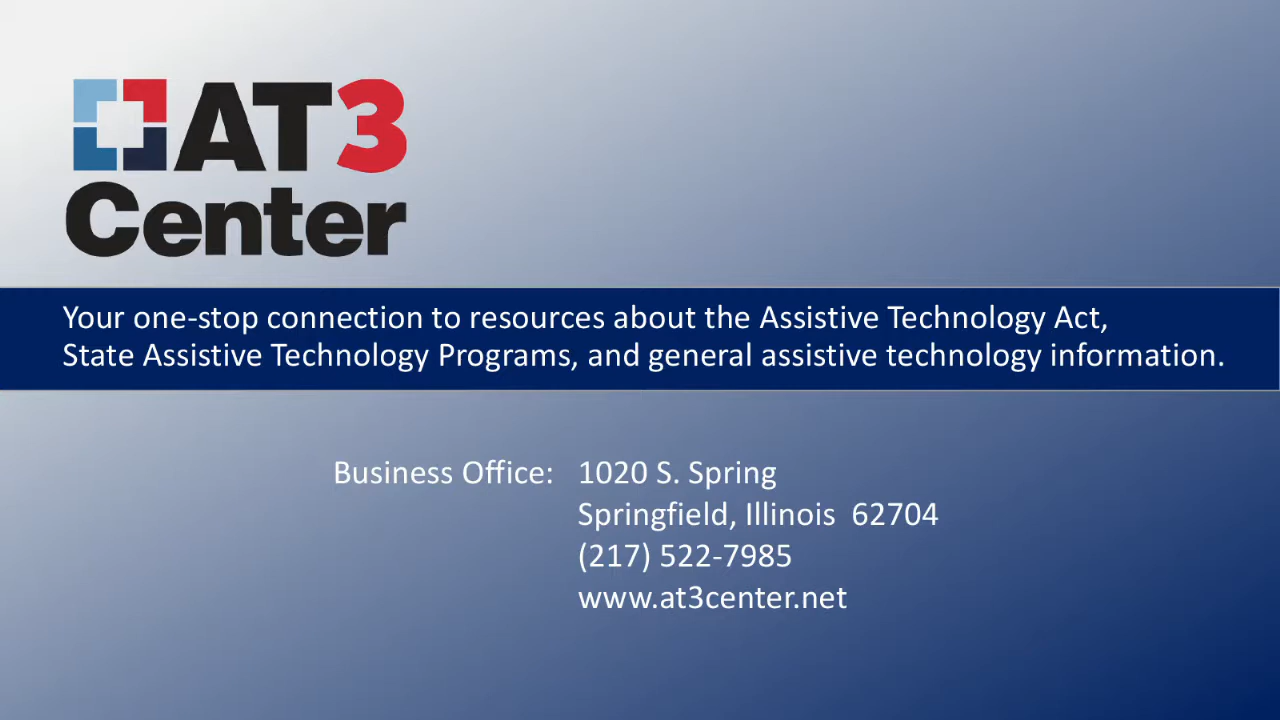 AT3
Center
Your one-stop connection to resources about the Assistive Technology Act,
State Assistive Technology Programs, and general assistive technology information.
Business Office: 1020 S. Spring
Springfield, Illinois 62704
(217) 522-7985
www.at3center.net